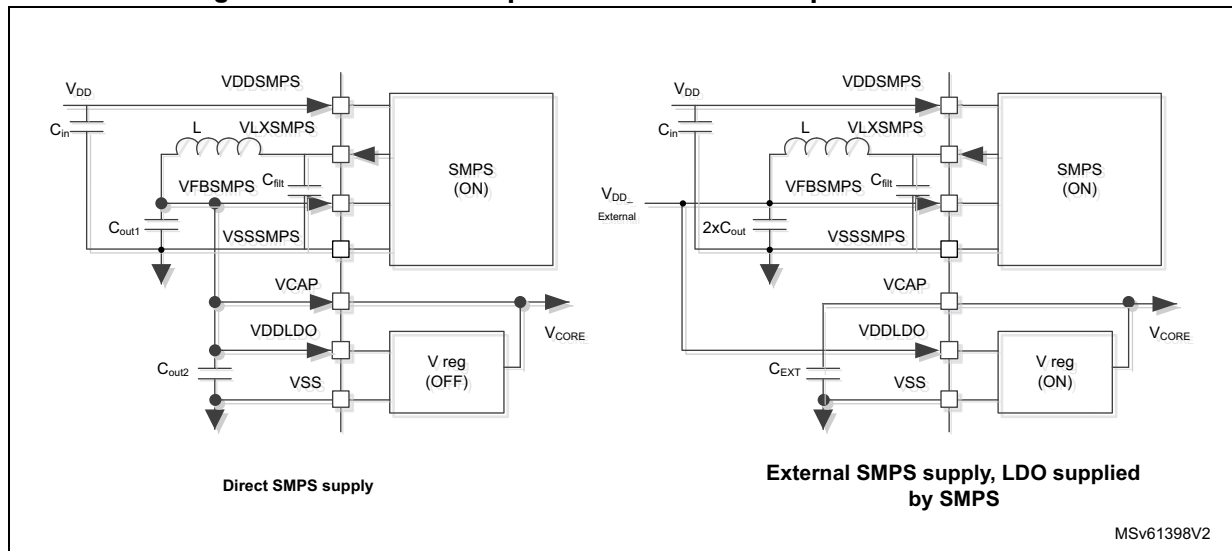 VDD
VDDSMPS
Cin
L
VLXSMPS
SMPS
(ON)
VFBSMPS
Cfilt
Cout1
VSSSMPS
VCAP
VCORE
VDDLDO
V reg
(OFF)
Cout2
VSS
Direct SMPS supply
VDD
VDDSMPS
Cin
L
VLXSMPS
SMPS
(ON)
VFBSMPS
Cfilt
VDD_
External
2xCout
VSSSMPS
VCAP
VCORE
VDDLDO
V reg
(ON)
CEXT
VSS
External SMPS supply, LDO supplied
by SMPS
MSv61398V2